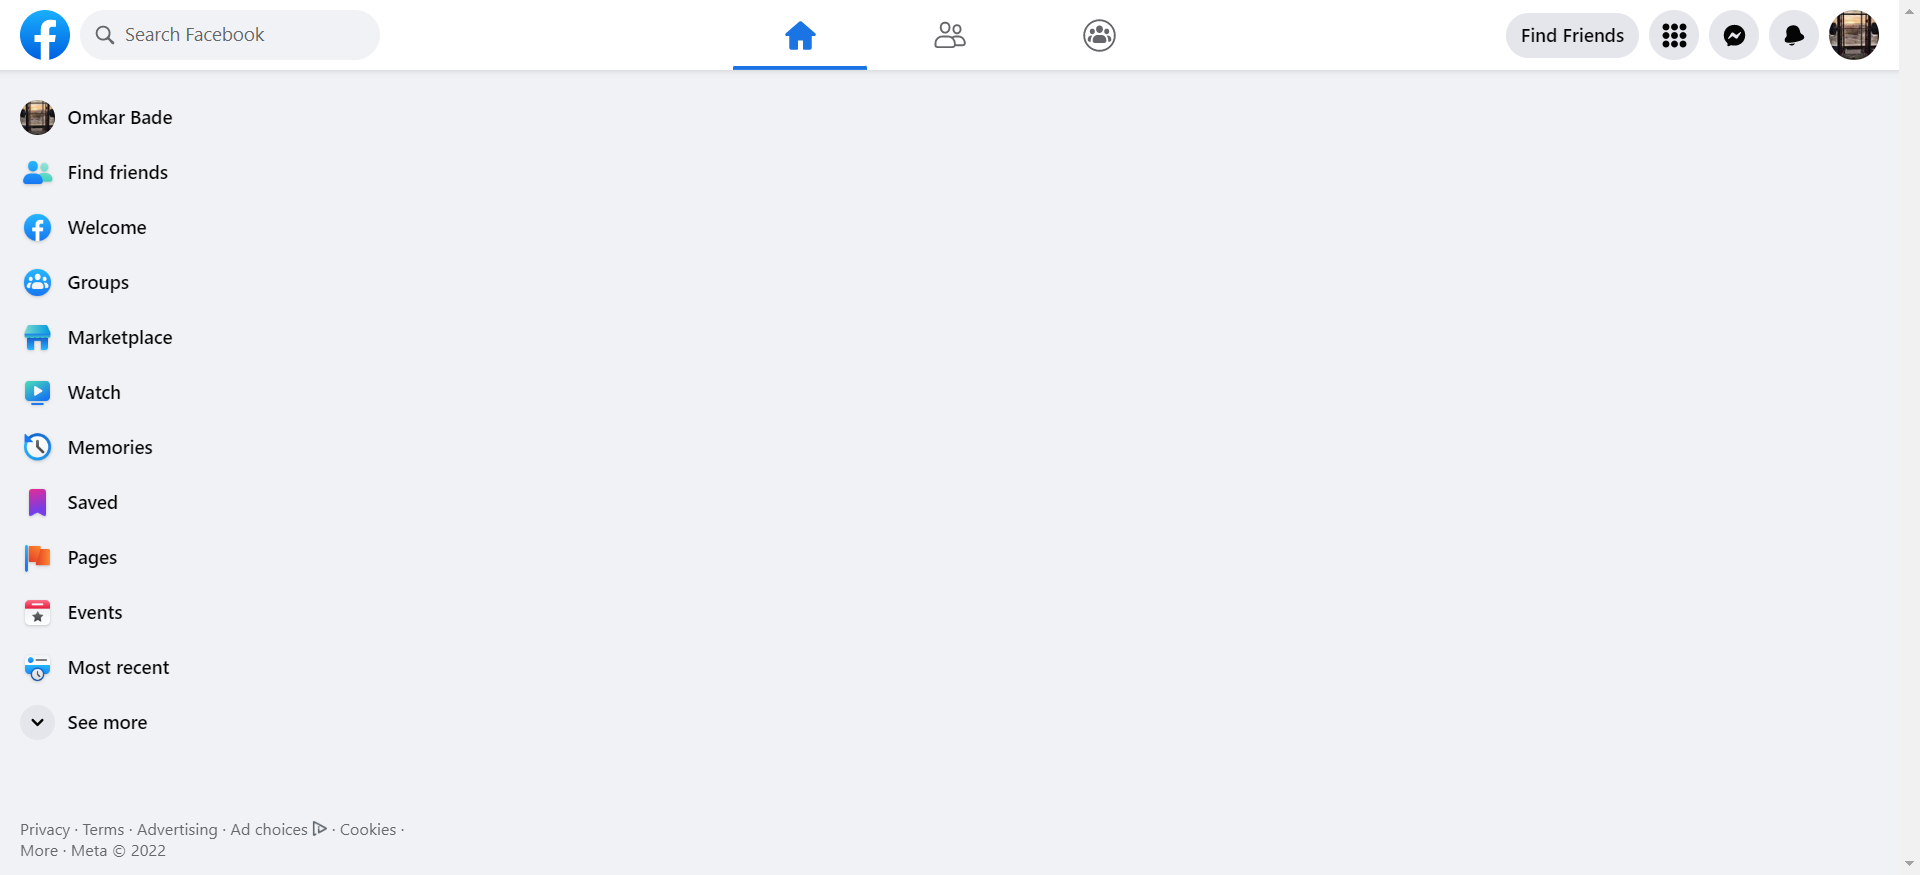 Search Facebook
Find Friends
Omkar Bade
Find friends
Welcome
Groups
Marketplace
Watch
Memories
Saved
Pages
Events
Most recent
See more
Privacy · Terms · Advertising · Ad choices · Cookies ·
More · Meta © 2022